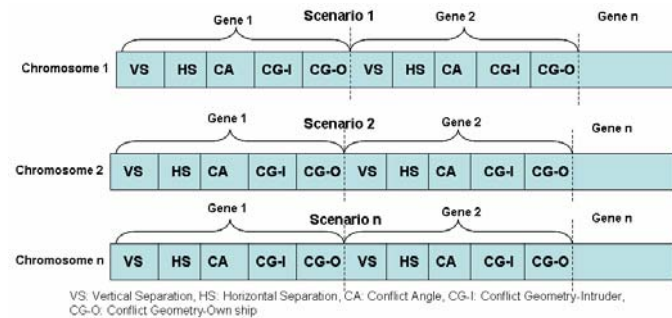 Gene 1 Scenario 1 Gene 2 Gene n
Chromosome 1 VS HS CA CG-I CG-O VS HS CA CG-I CG-O
Gene 1 Scenario 2 Gene 2 Gene n
Chromosome 2 VS HS CA CG-I CG-O VS HS CA CG-I CG-O
Gene 1 Scenario n Gene 2 Gene n
Chromosome n VS HS CA CG-I CG-O VS HS CA CG-I CG-O
VS: Vertical Separation, HS: Horizontal Separation, CA: Conflict Angle, CG-I: Conflict Geometry-Intruder,
CG-O: Conflict Geometry-Own ship